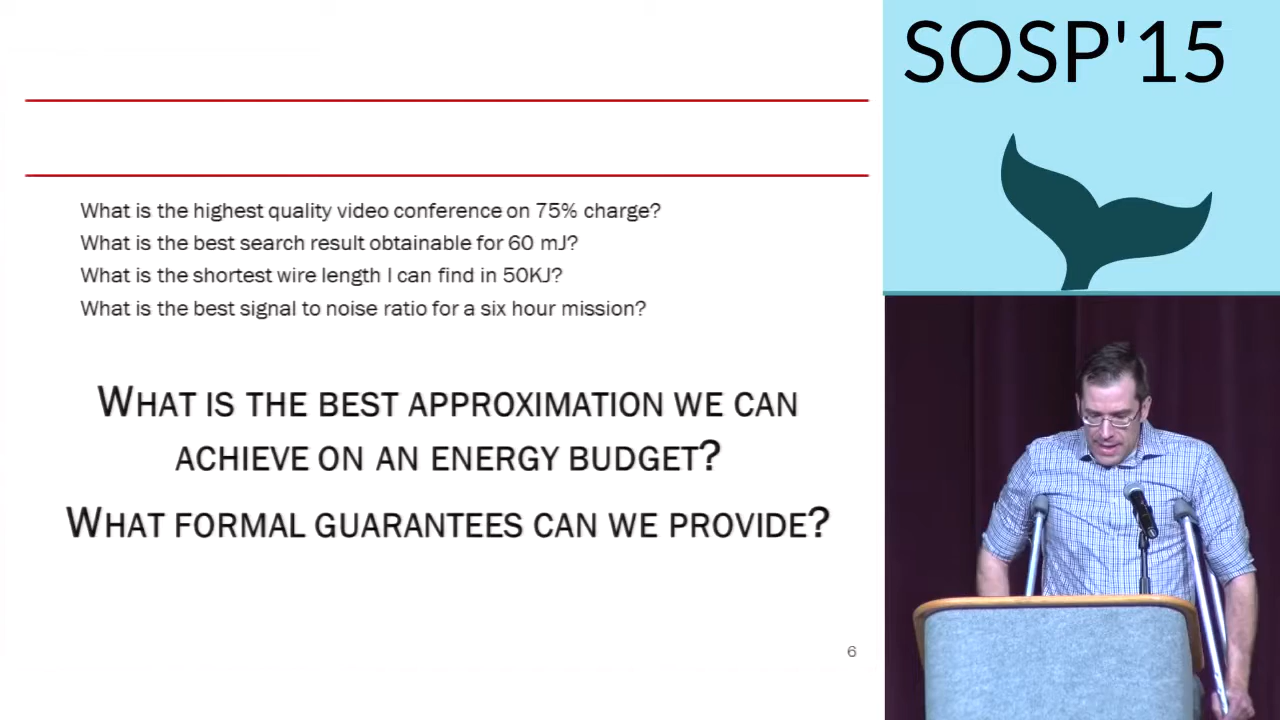 SOSP'15
What is the highest quality video conference on 75% charge?
What is the best search result obtainable for 60 mJ?
What is the shortest wire length I can find in 50KJ?
What is the best signal to noise ratio for a six hour mission?
WHAT IS THE BEST APPROXIMATION WE CAN
ACHIEVE ON AN ENERGY BUDGET?
WHAT FORMAL GUARANTEES CAN WE PROVIDE?
6